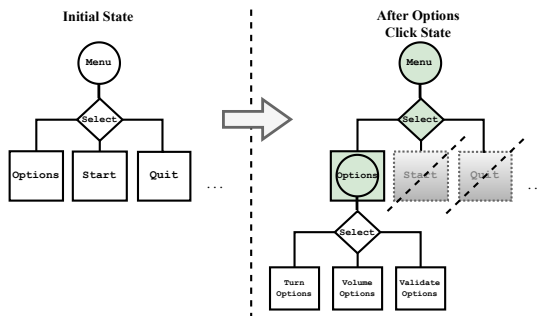 Initial State
Menu
Select
Options
Start
Quit
...
After Options
Click State
Menu
Select
Options
Start
Quit
..
Select
Turn
Options
Volume
Options
Validate
Options